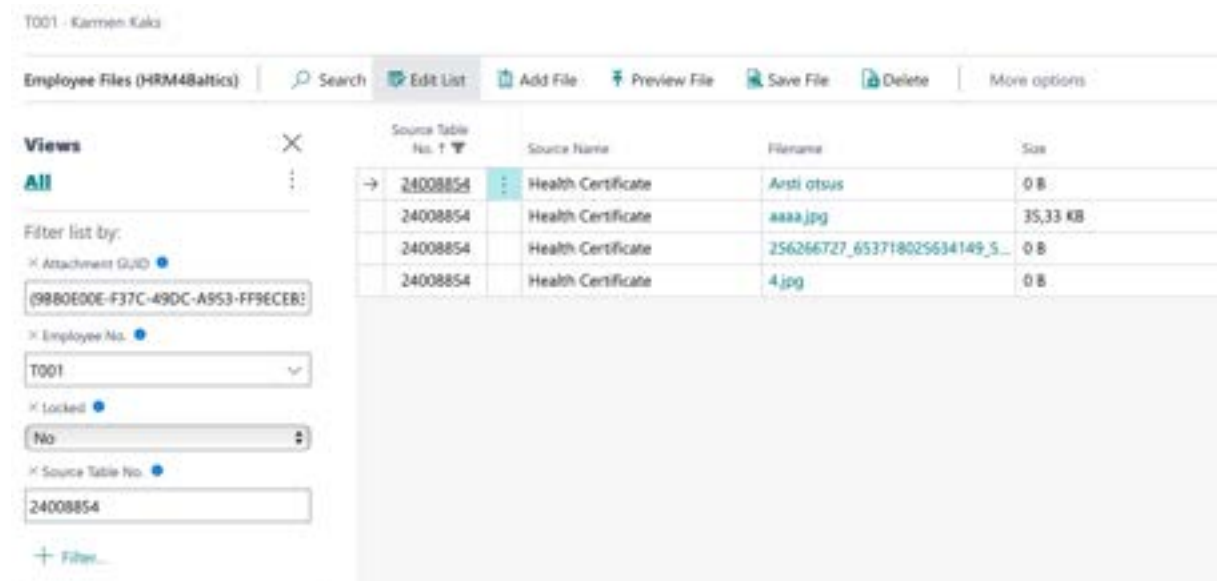 T001 - Karmen Kaks
Employee Files (HRM4Baltics) Search Edit List Add File Preview File Save File Delete More options
Views
All
Filter list by:
× Attachment GUID
{9BB0E00E-F37C-49DC-A953-FF9ECEB3
× Employee No.
T001
× Locked
No
× Source Table No.
24008854
+ Filter...
Source Table No. ↑ Source Name Filename Size
→ 24008854 Health Certificate Arsti otsus 0 B
24008854 Health Certificate aaaa.jpg 35,33 KB
24008854 Health Certificate 256266727_653718025634149_5... 0 B
24008854 Health Certificate 4.jpg 0 B